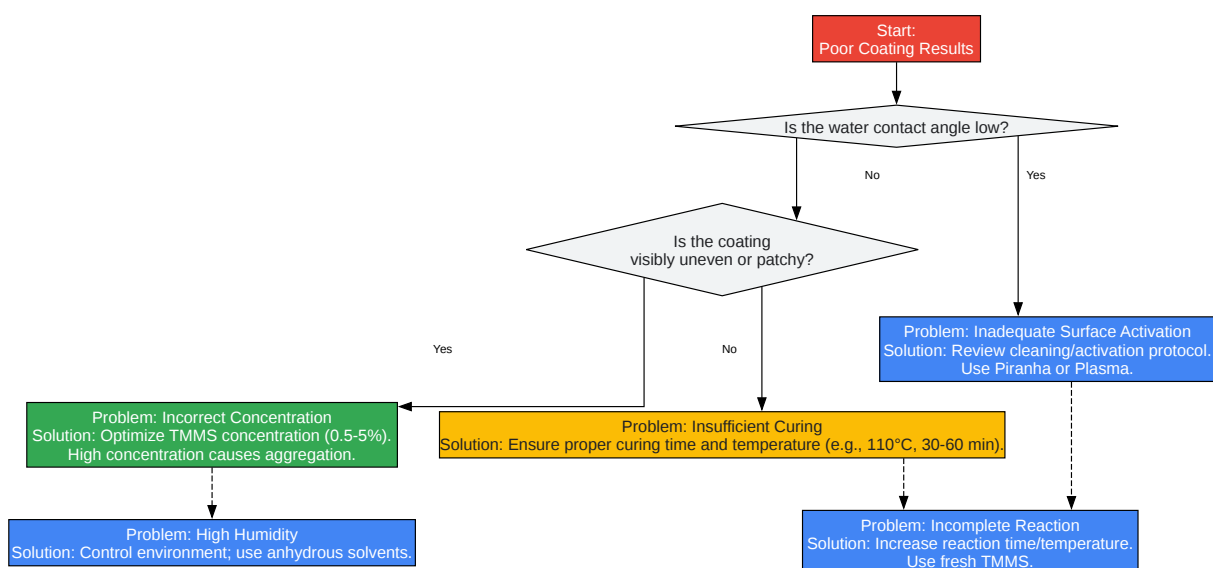 Start:
Poor Coating Results
Is the water contact angle low?
No
Yes
Is the coating
visibly uneven or patchy?
Problem: Inadequate Surface Activation
Solution: Review cleaning/activation protocol.
Use Piranha or Plasma.
Yes
No
Problem: Incorrect Concentration
Solution: Optimize TMMS concentration (0.5-5%).
High concentration causes aggregation.
Problem: Insufficient Curing
Solution: Ensure proper curing time and temperature (e.g., 110°C, 30-60 min).
Problem: High Humidity
Solution: Control environment; use anhydrous solvents.
Problem: Incomplete Reaction
Solution: Increase reaction time/temperature.
Use fresh TMMS.